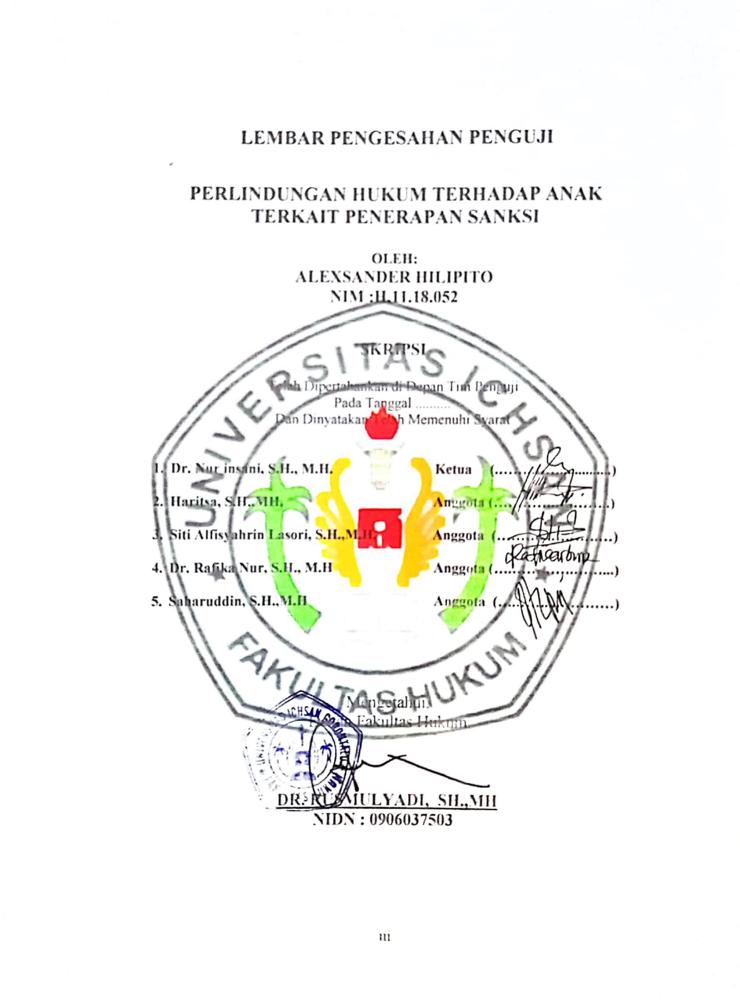 LEMBAR PENGESAHAN PENGUJI
PERLINDUNGAN HUKUM TERHADAP ANAK
TERKAIT PENERAPAN SANKSI
OLEH:
ALEXSANDER HILIPITO
NIM :H.11.18.052
SKRIPSI
Telah Dipertahankan di Depan Tim Penguji
Pada Tanggal ..........
Dan Dinyatakan Telah Memenuhi Syarat
1. Dr. Nur insani, S.H., M.H. Ketua (..........................)
2. Haritsa, S.H.,MH. Anggota (..........................)
3. Siti Alfisyahrin Lasori, S.H.,M.H. Anggota (..........................)
4. Dr. Rafika Nur, S.H., M.H Anggota (..........................)
5. Saharuddin, S.H.,M.H Anggota (..........................)
UNIVERSITAS ICHSAN
FAKULTAS HUKUM
Mengetahui,
Fakultas Hukum,
ICHSAN GORONTALO
DR. RUSMULYADI, SH.,MH
NIDN : 0906037503
iii